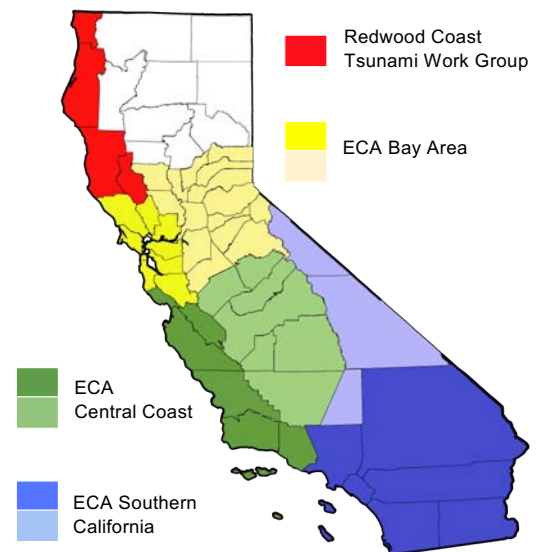 Redwood Coast
Tsunami Work Group
ECA Bay Area
ECA
Central Coast
ECA Southern
California